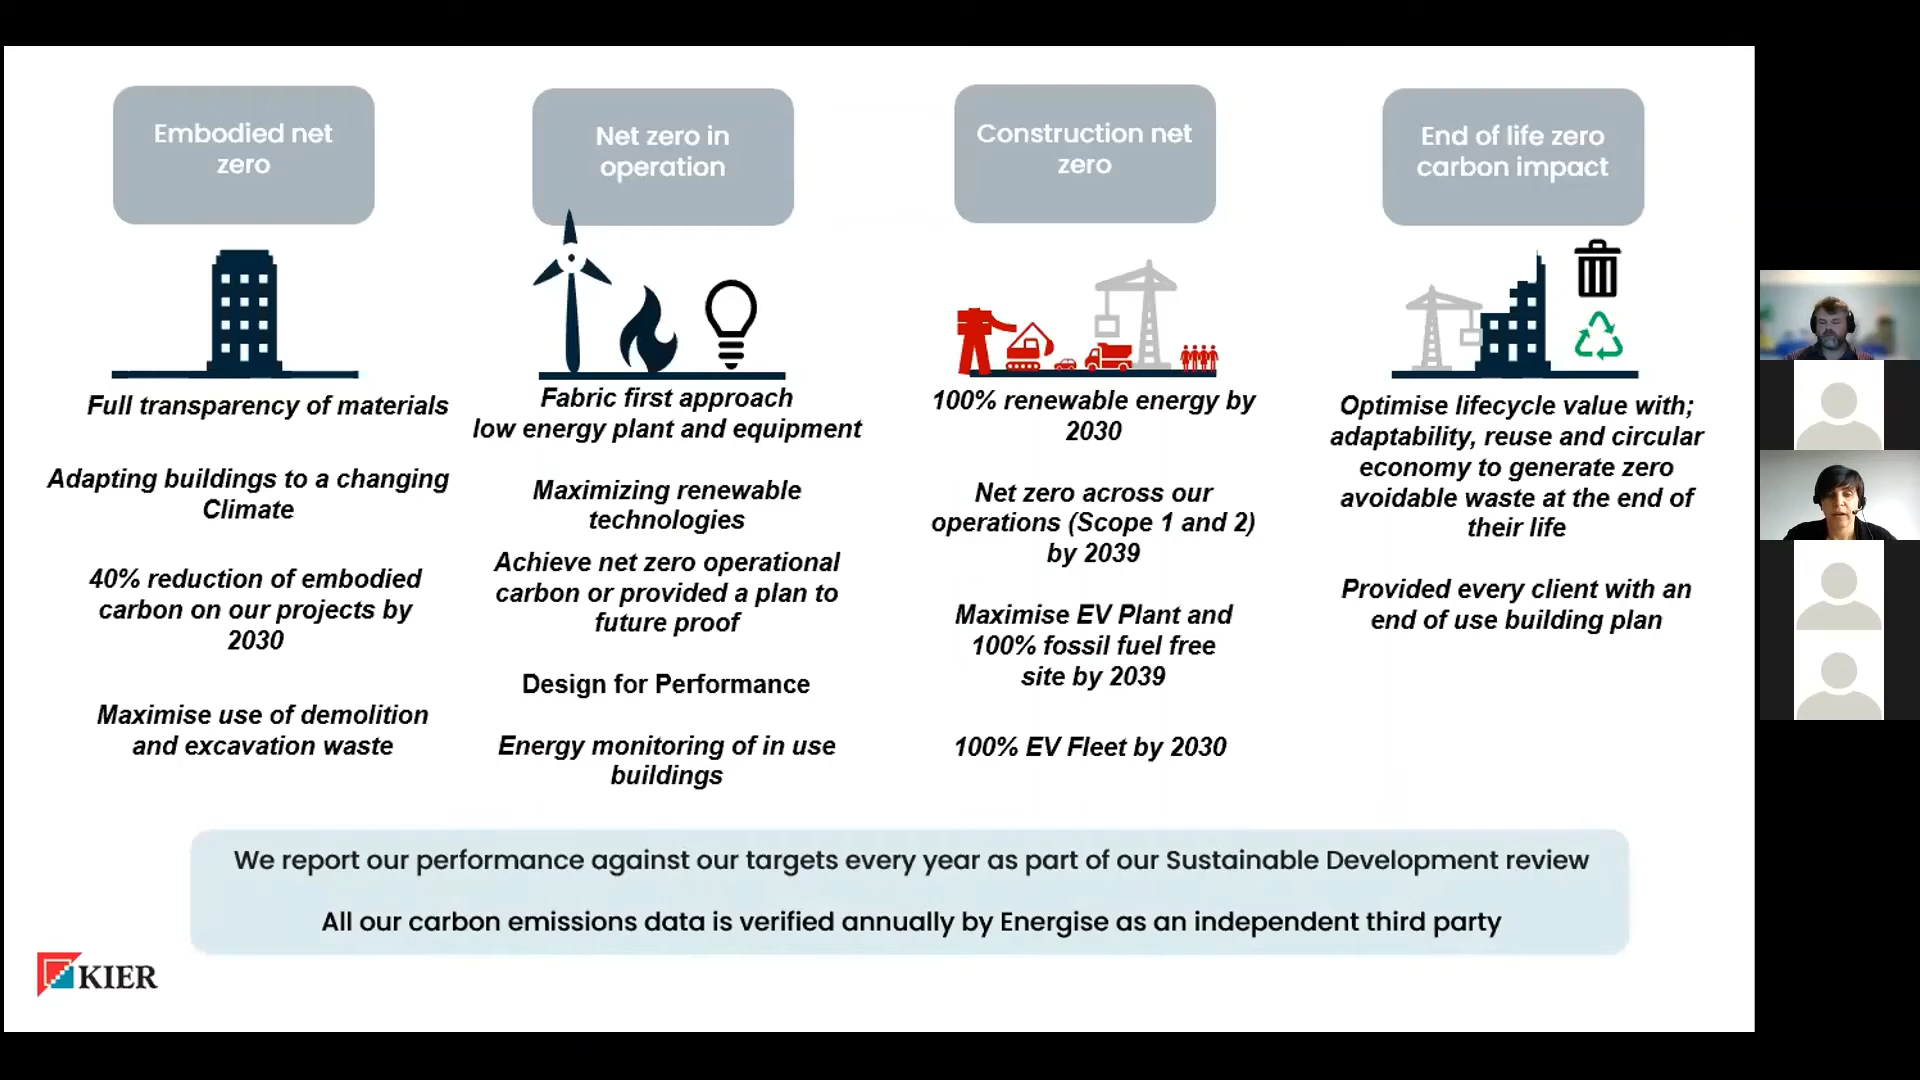 Embodied net
zero
Full transparency of materials
Adapting buildings to a changing
Climate
40% reduction of embodied
carbon on our projects by
2030
Maximise use of demolition
and excavation waste
Net zero in
operation
Fabric first approach
low energy plant and equipment
Maximizing renewable
technologies
Achieve net zero operational
carbon or provided a plan to
future proof
Design for Performance
Energy monitoring of in use
buildings
Construction net
zero
100% renewable energy by
2030
Net zero across our
operations (Scope 1 and 2)
by 2039
Maximise EV Plant and
100% fossil fuel free
site by 2039
100% EV Fleet by 2030
End of life zero
carbon impact
Optimise lifecycle value with;
adaptability, reuse and circular
economy to generate zero
avoidable waste at the end of
their life
Provided every client with an
end of use building plan
We report our performance against our targets every year as part of our Sustainable Development review
All our carbon emissions data is verified annually by Energise as an independent third party
KIER